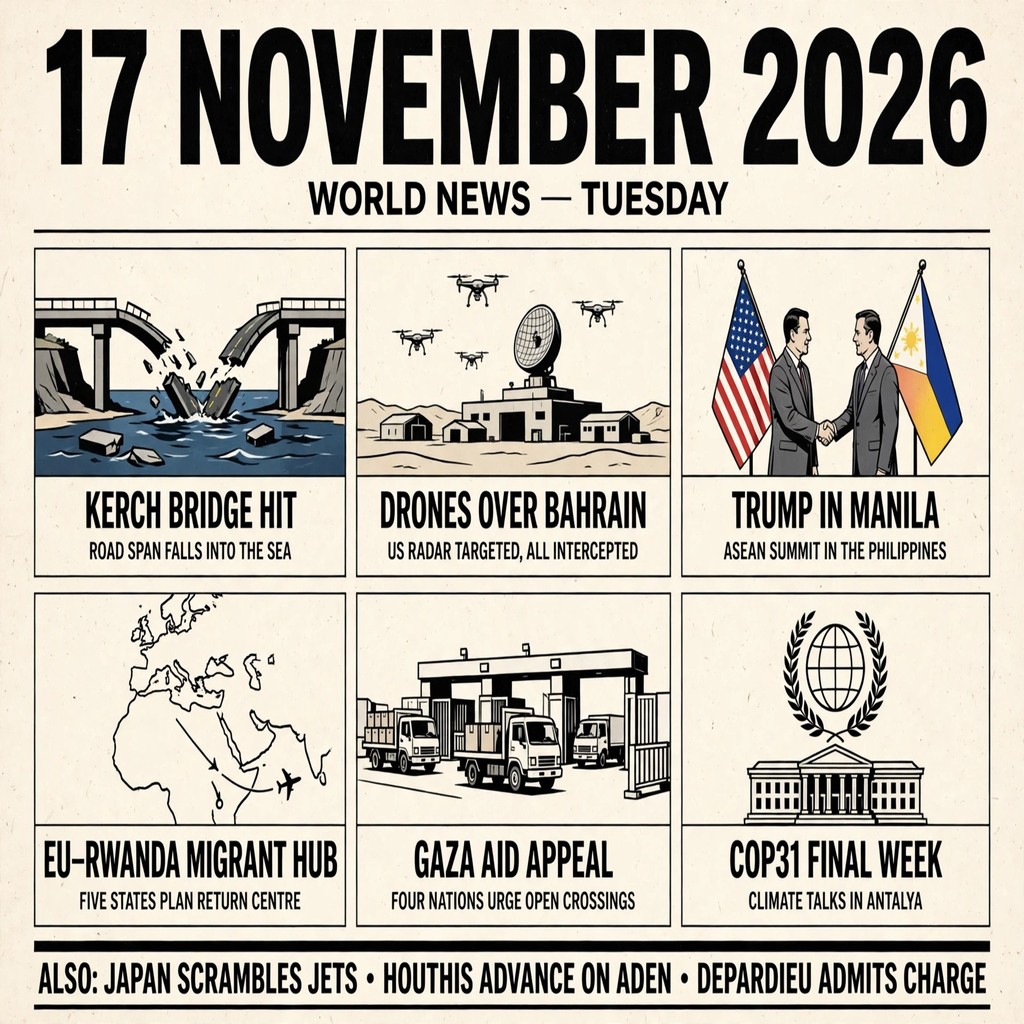 17 NOVEMBER 2026
WORLD NEWS — TUESDAY
KERCH BRIDGE HIT
ROAD SPAN FALLS INTO THE SEA
DRONES OVER BAHRAIN
US RADAR TARGETED, ALL INTERCEPTED
TRUMP IN MANILA
ASEAN SUMMIT IN THE PHILIPPINES
EU–RWANDA MIGRANT HUB
FIVE STATES PLAN RETURN CENTRE
GAZA AID APPEAL
FOUR NATIONS URGE OPEN CROSSINGS
COP31 FINAL WEEK
CLIMATE TALKS IN ANTALYA
ALSO: JAPAN SCRAMBLES JETS • HOUTHIS ADVANCE ON ADEN • DEPARDIEU ADMITS CHARGE